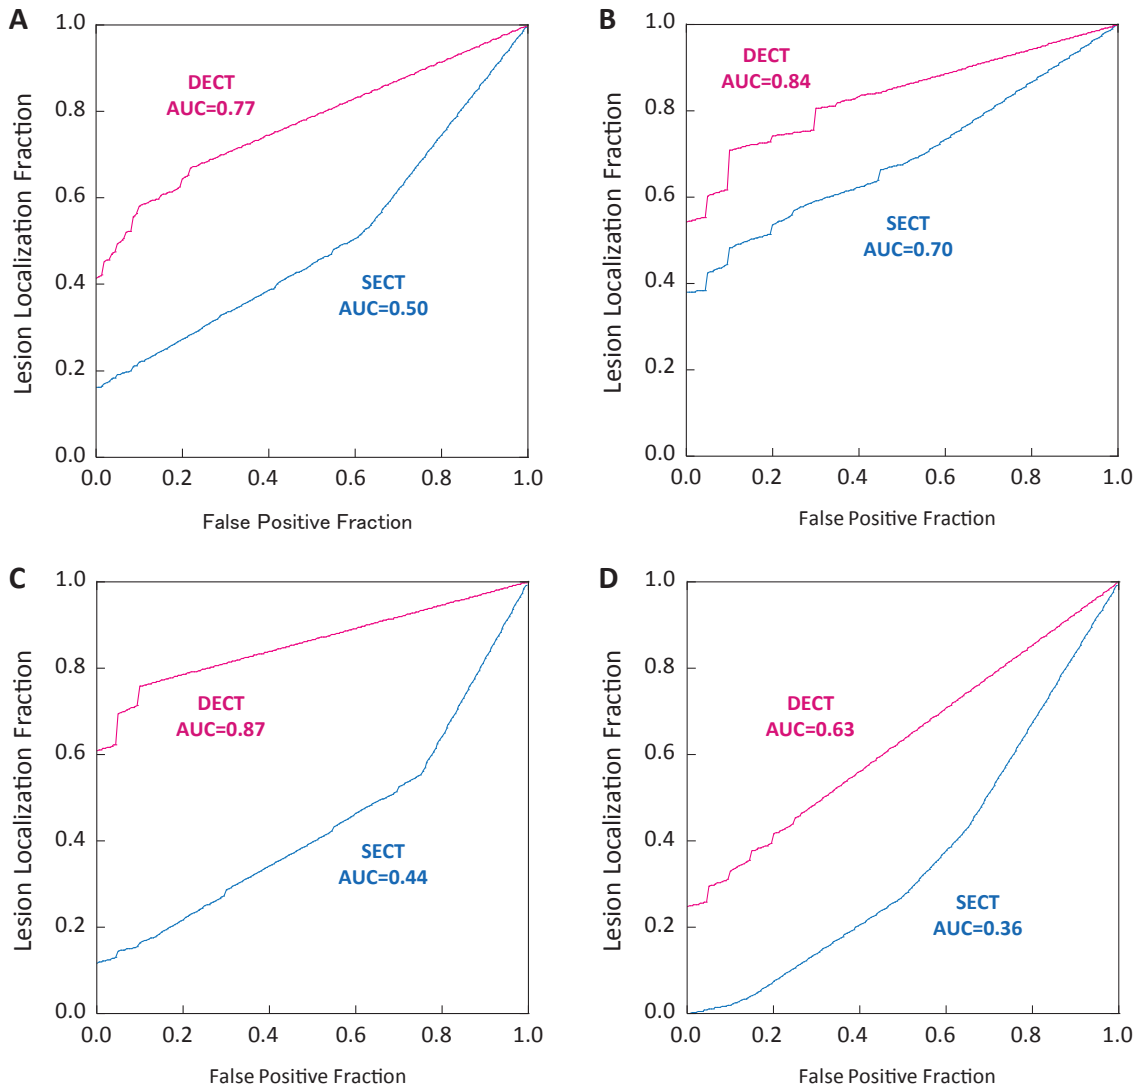 A
1.0
0.8
0.6
0.4
0.2
0.0
Lesion Localization Fraction
DECT
AUC=0.77
SECT
AUC=0.50
0.0 0.2 0.4 0.6 0.8 1.0
False Positive Fraction
B
1.0
0.8
0.6
0.4
0.2
0.0
Lesion Localization Fraction
DECT
AUC=0.84
SECT
AUC=0.70
0.0 0.2 0.4 0.6 0.8 1.0
False Positive Fraction
C
1.0
0.8
0.6
0.4
0.2
0.0
Lesion Localization Fraction
DECT
AUC=0.87
SECT
AUC=0.44
0.0 0.2 0.4 0.6 0.8 1.0
False Positive Fraction
D
1.0
0.8
0.6
0.4
0.2
0.0
Lesion Localization Fraction
DECT
AUC=0.63
SECT
AUC=0.36
0.0 0.2 0.4 0.6 0.8 1.0
False Positive Fraction